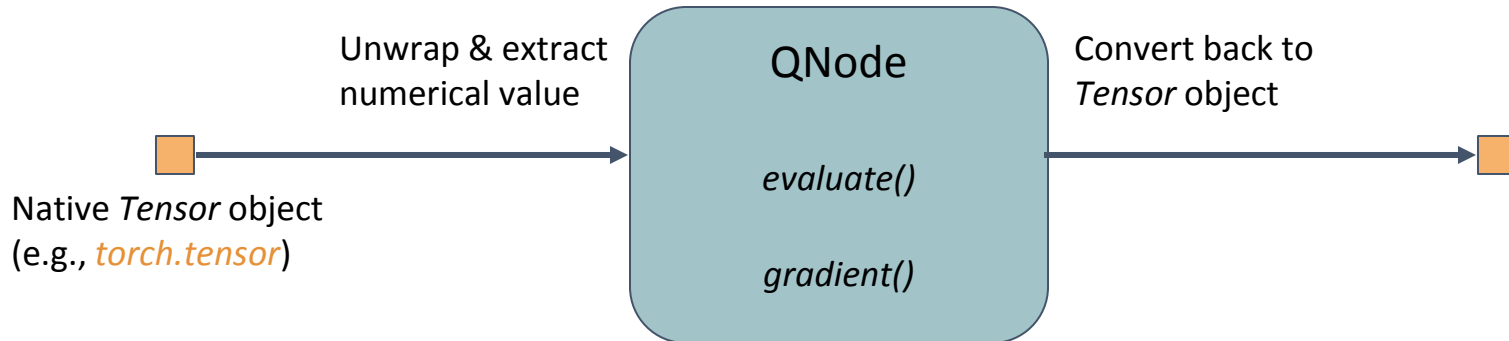 Unwrap & extract
numerical value
QNode
Convert back to
Tensor object
evaluate()
Native Tensor object
(e.g., torch.tensor)
gradient()